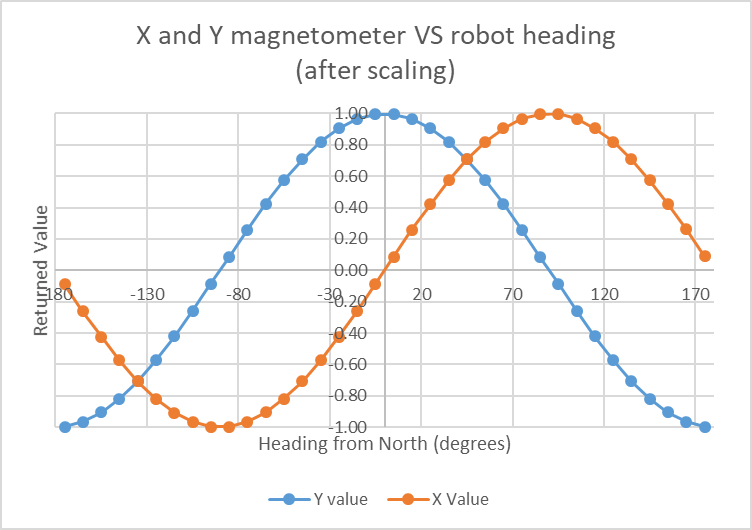 X and Y magnetometer VS robot heading
(after scaling)
1.00
0.80
0.60
0.40
0.20
0.00
-180 -130 -80 -30 20 70 120 170
-0.20
-0.40
-0.60
-0.80
-1.00
Returned Value
Heading from North (degrees)
Y value X Value